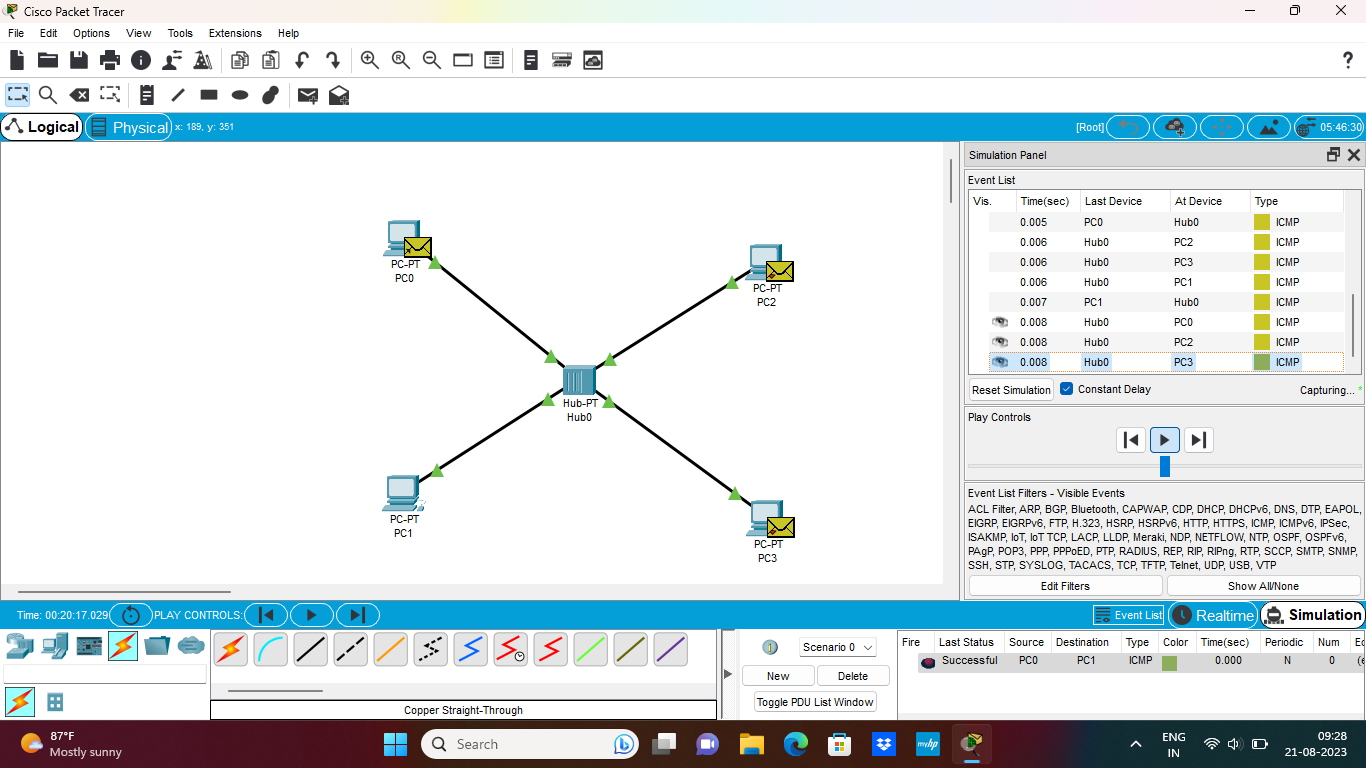 Cisco Packet Tracer
File Edit Options View Tools Extensions Help
?
Logical Physical x: 189, y: 351 [Root] 05:46:30
PC-PT
PC0
PC-PT
PC2
Hub-PT
Hub0
PC-PT
PC1
PC-PT
PC3
Simulation Panel
Event List
Vis. Time(sec) Last Device At Device Type
0.005 PC0 Hub0 ICMP
0.006 Hub0 PC2 ICMP
0.006 Hub0 PC3 ICMP
0.006 Hub0 PC1 ICMP
0.007 PC1 Hub0 ICMP
0.008 Hub0 PC0 ICMP
0.008 Hub0 PC2 ICMP
0.008 Hub0 PC3 ICMP
Reset Simulation Constant Delay Capturing... *
Play Controls
Event List Filters - Visible Events
ACL Filter, ARP, BGP, Bluetooth, CAPWAP, CDP, DHCP, DHCPv6, DNS, DTP, EAPOL,
EIGRP, EIGRPv6, FTP, H.323, HSRP, HSRPv6, HTTP, HTTPS, ICMP, ICMPv6, IPSec,
ISAKMP, IoT, IoT TCP, LACP, LLDP, Meraki, NDP, NETFLOW, NTP, OSPF, OSPFv6,
PAgP, POP3, PPP, PPPoED, PTP, RADIUS, REP, RIP, RIPng, RTP, SCCP, SMTP, SNMP,
SSH, STP, SYSLOG, TACACS, TCP, TFTP, Telnet, UDP, USB, VTP
Edit Filters Show All/None
Time: 00:20:17.029 PLAY CONTROLS: Event List Realtime Simulation
Scenario 0
New Delete
Toggle PDU List Window
Fire Last Status Source Destination Type Color Time(sec) Periodic Num Ec
Successful PC0 PC1 ICMP 0.000 N 0 (e
Copper Straight-Through
87°F
Mostly sunny
Search
myhp
ENG
IN
09:28
21-08-2023